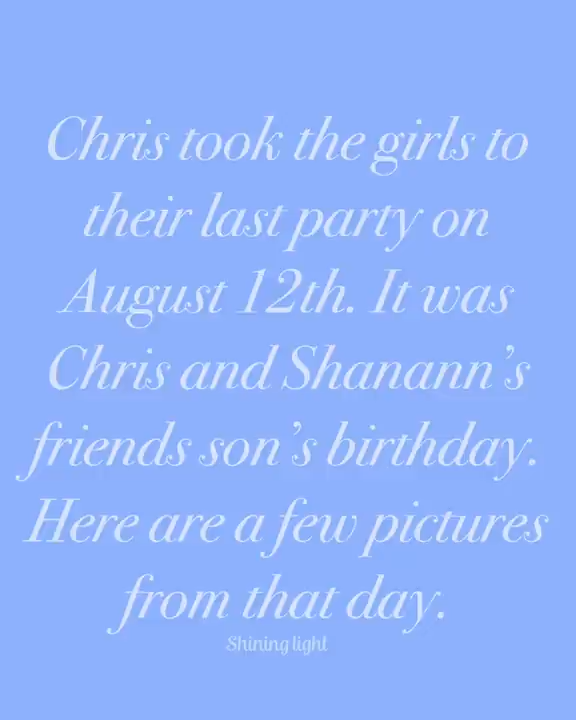 Chris took the girls to
their last party on
August 12th. It was
Chris and Shanann’s
friends son’s birthday.
Here are a few pictures
from that day.
Shining light